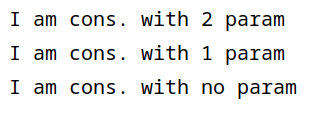 I am cons. with 2 param
I am cons. with 1 param
I am cons. with no param